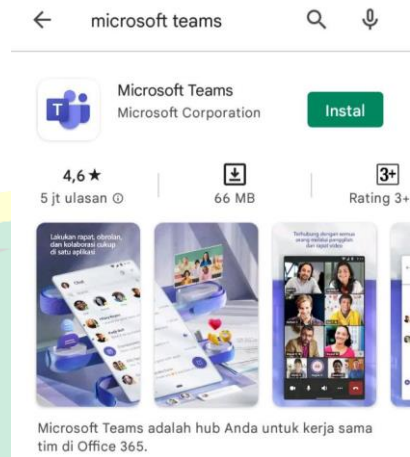 microsoft teams
Microsoft Teams
Microsoft Corporation
Instal
T
4,6 ★
5 jt ulasan
66 MB
3+
Rating 3+
Lakukan rapat, obrolan,
dan kolaborasi cukup
di satu aplikasi
Chat
Terhubung dengan semua
orang melalui panggilan
dan rapat video
Microsoft Teams adalah hub Anda untuk kerja sama
tim di Office 365.